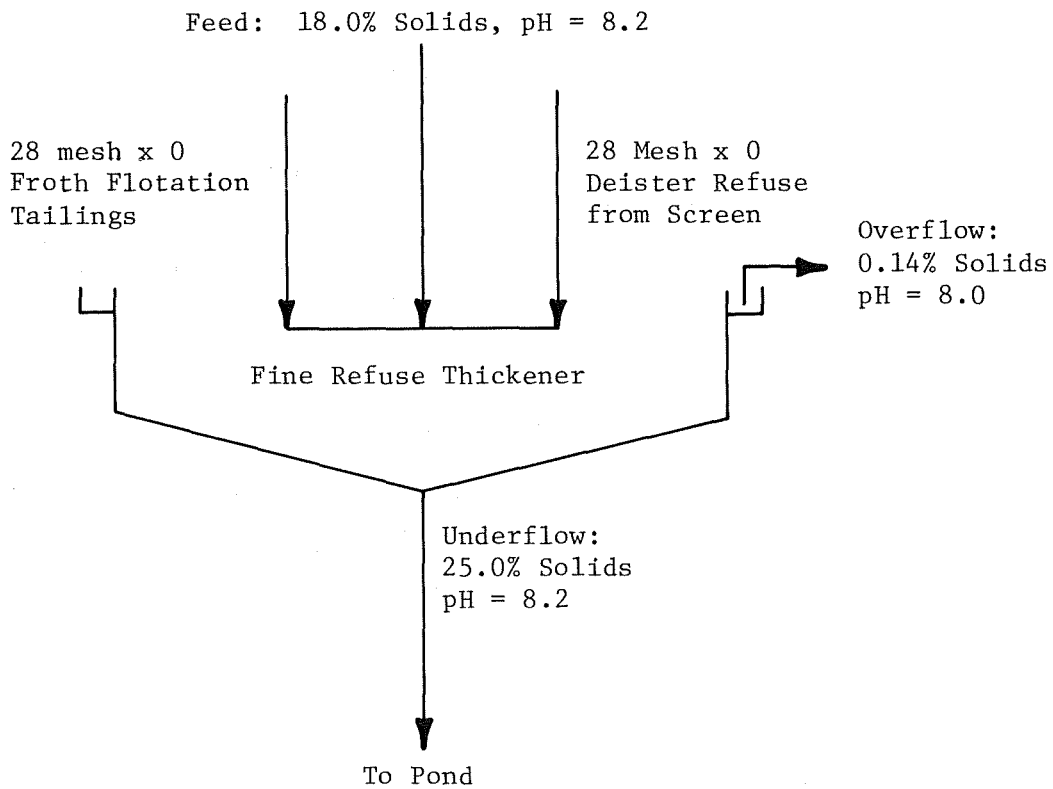 Feed: 18.0% Solids, pH = 8.2
28 mesh x 0
Froth Flotation
Tailings
28 Mesh x 0
Deister Refuse
from Screen
Overflow:
0.14% Solids
pH = 8.0
Fine Refuse Thickener
Underflow:
25.0% Solids
pH = 8.2
To Pond